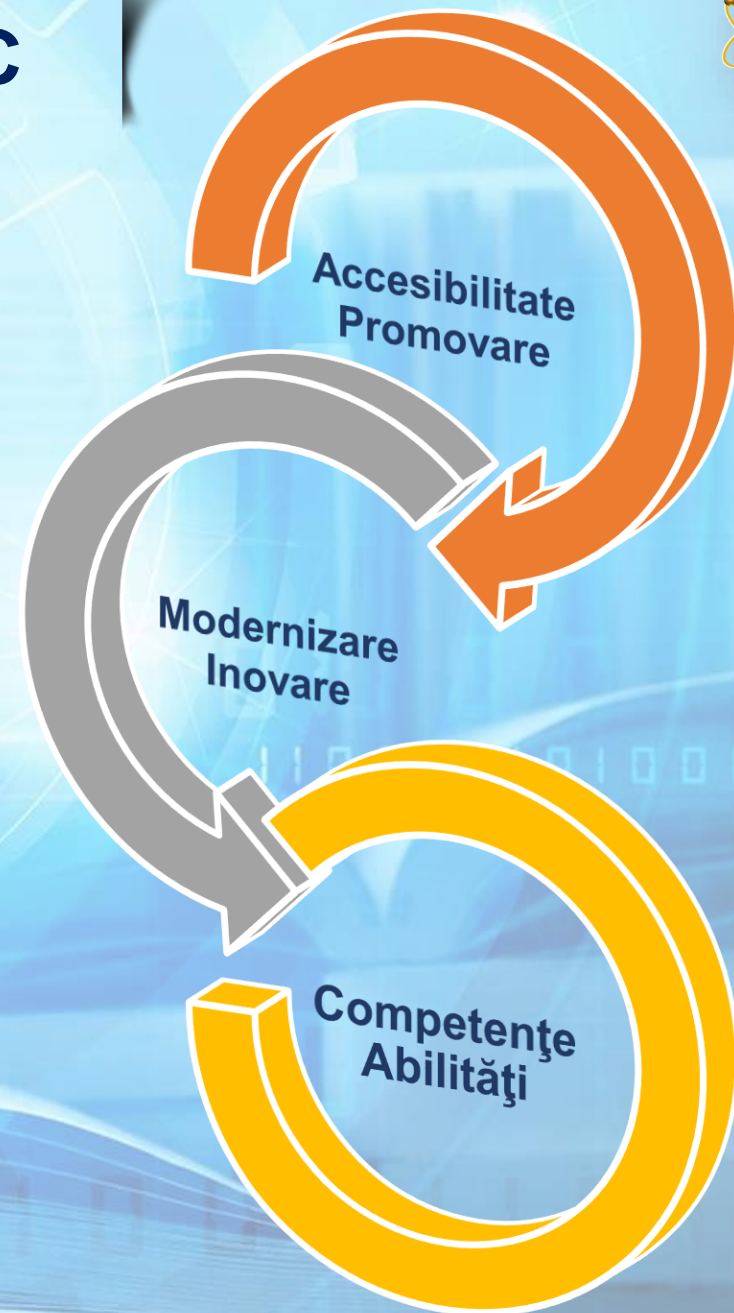 C
Accesibilitate
Promovare
Modernizare
Inovare
Competenţe
Abilităţi